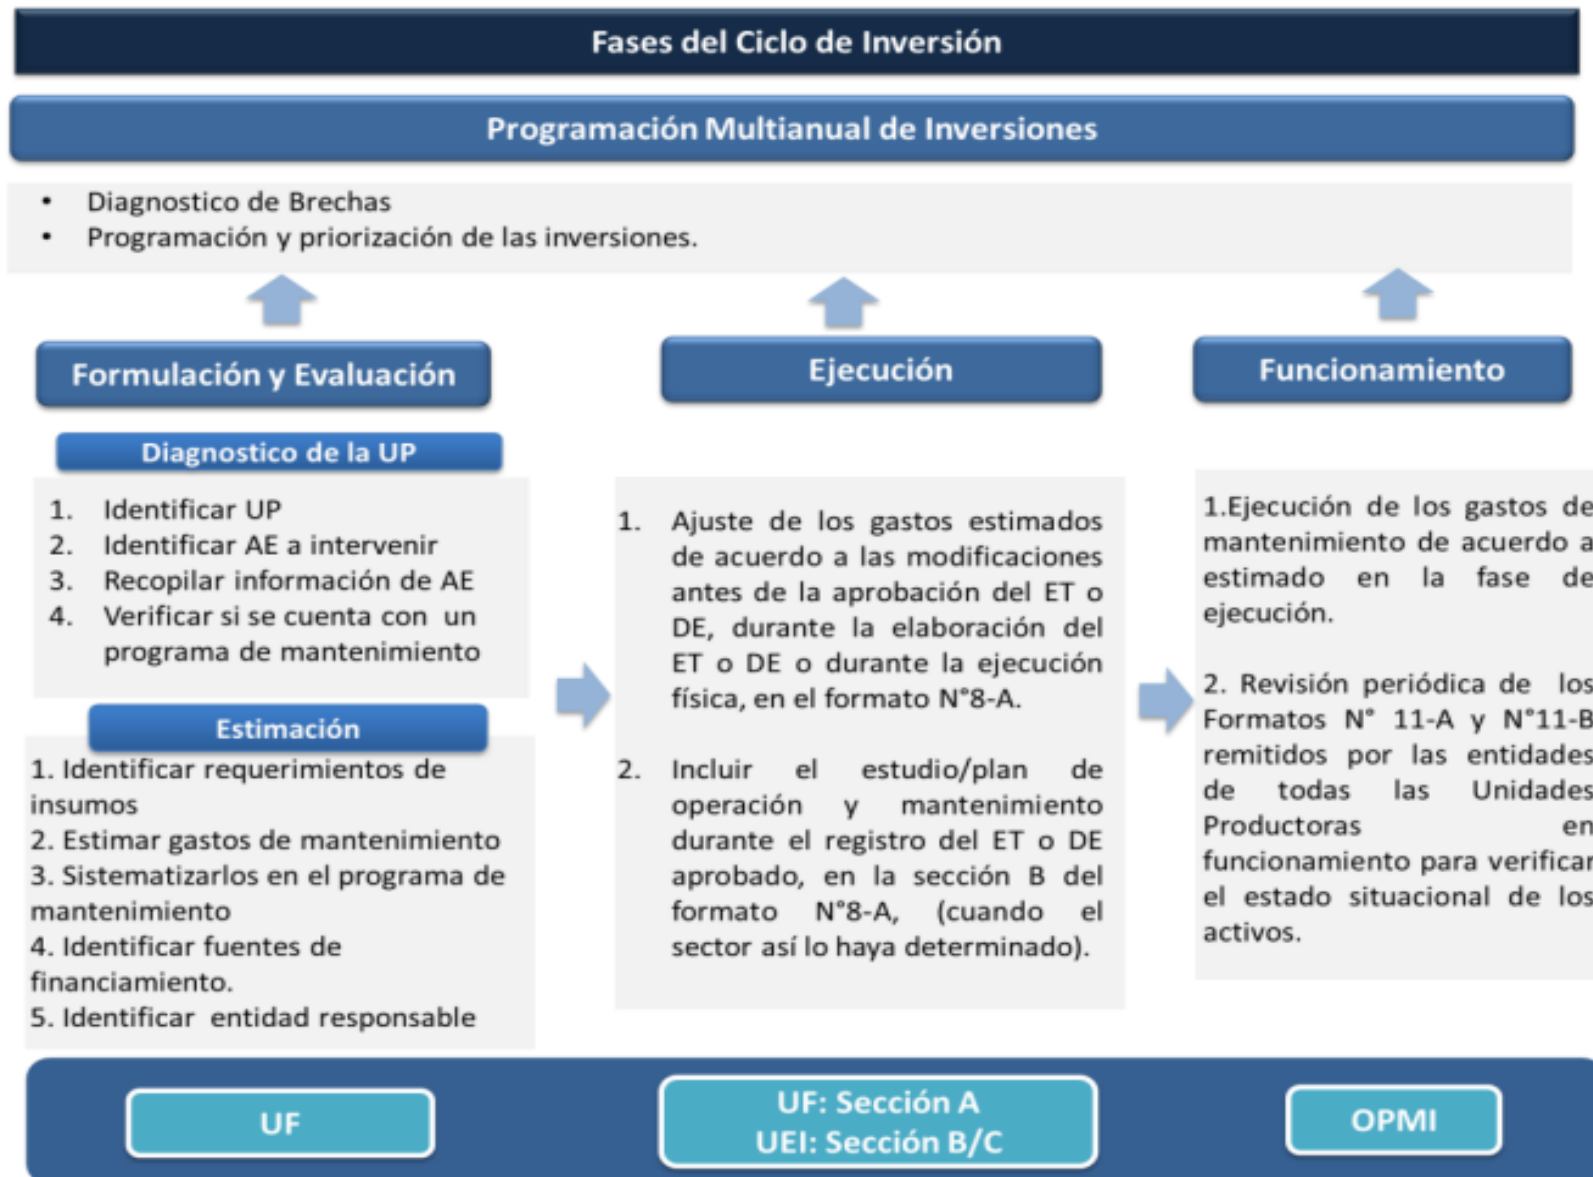 Fases del Ciclo de Inversión
Programación Multianual de Inversiones
• Diagnostico de Brechas
• Programación y priorización de las inversiones.
Formulación y Evaluación
Diagnostico de la UP
1. Identificar UP
2. Identificar AE a intervenir
3. Recopilar información de AE
4. Verificar si se cuenta con un
programa de mantenimiento
Estimación
1. Identificar requerimientos de
insumos
2. Estimar gastos de mantenimiento
3. Sistematizarlos en el programa de
mantenimiento
4. Identificar fuentes de
financiamiento.
5. Identificar entidad responsable
UF
Ejecución
1. Ajuste de los gastos estimados
de acuerdo a las modificaciones
antes de la aprobación del ET o
DE, durante la elaboración del
ET o DE o durante la ejecución
física, en el formato N°8-A.
2. Incluir el estudio/plan de
operación y mantenimiento
durante el registro del ET o DE
aprobado, en la sección B del
formato N°8-A, (cuando el
sector así lo haya determinado).
UF: Sección A
UEI: Sección B/C
Funcionamiento
1.Ejecución de los gastos de
mantenimiento de acuerdo a
estimado en la fase de
ejecución.
2. Revisión periódica de los
Formatos N° 11-A y N°11-B
remitidos por las entidades
de todas las Unidades
Productoras en
funcionamiento para verificar
el estado situacional de los
activos.
OPMI